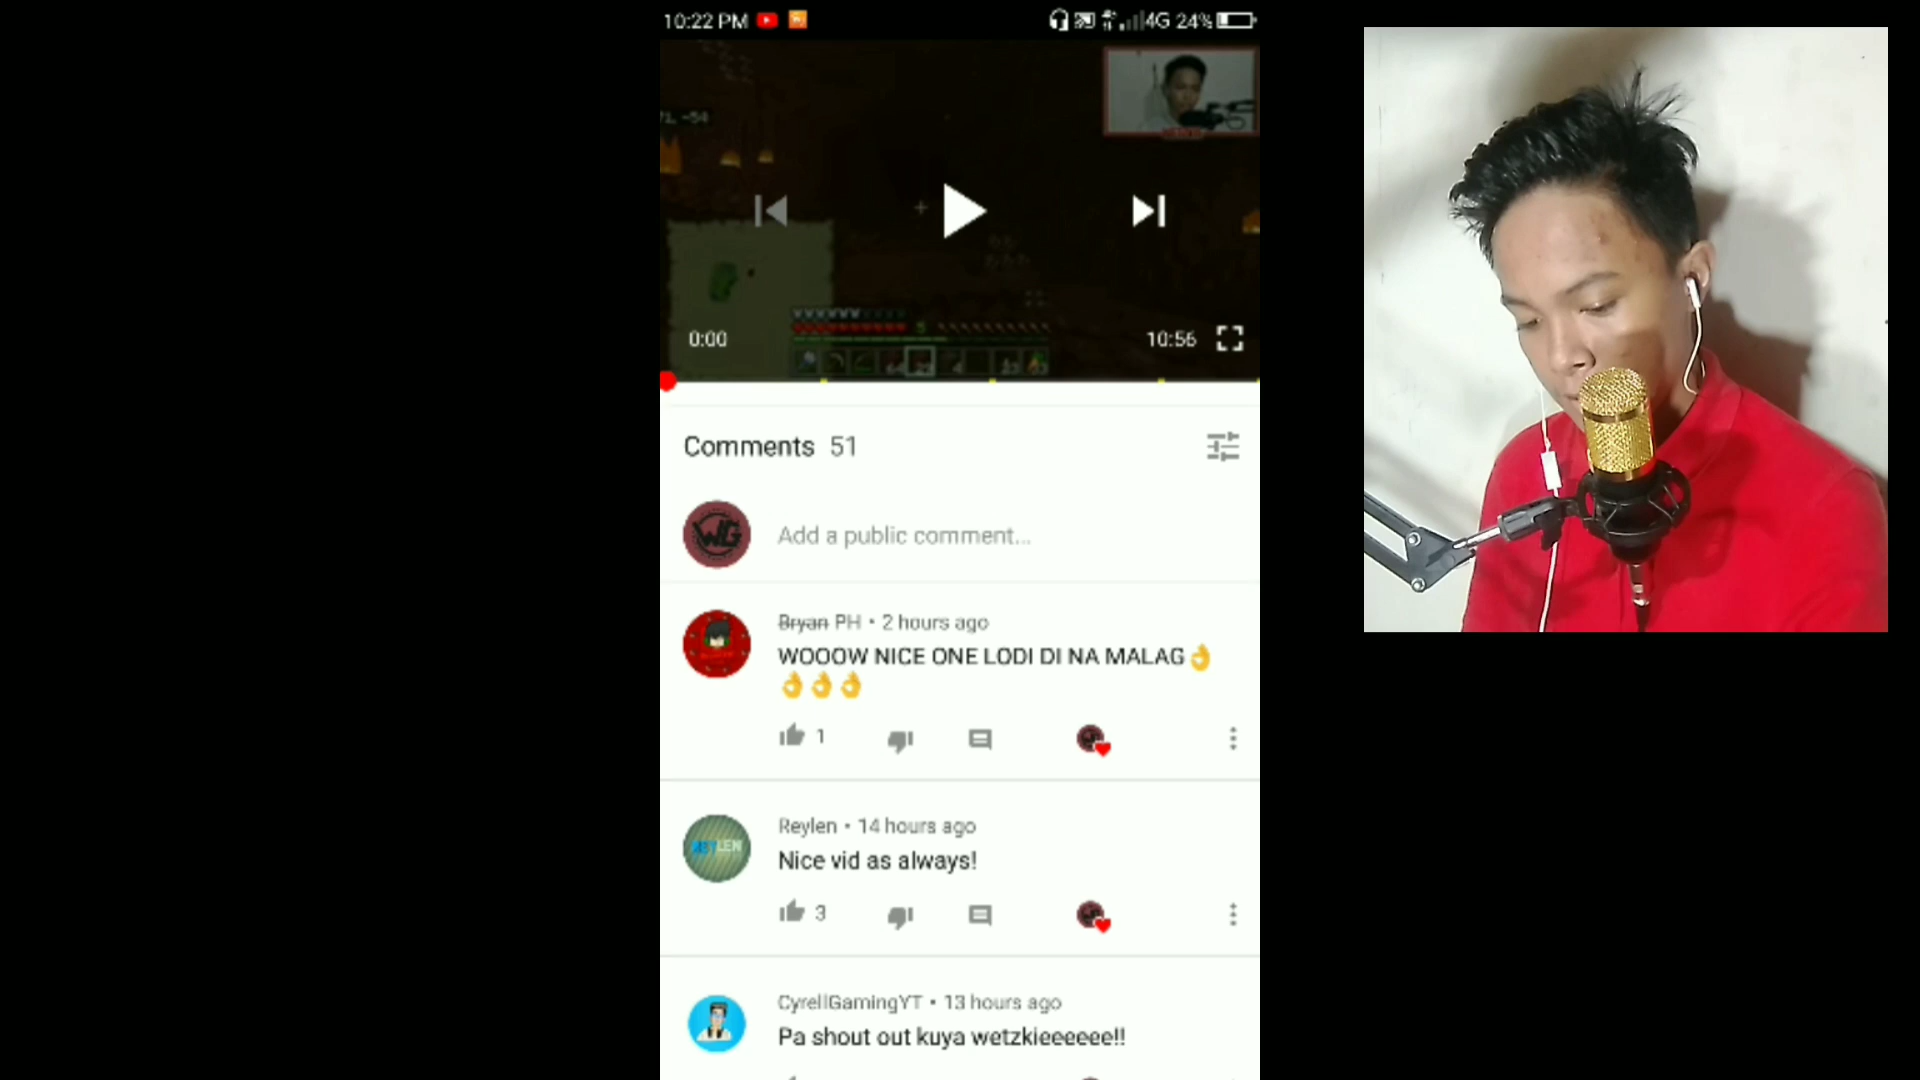 10:22 PM
4G 24%
0:00
10:56
Comments 51
WG
Add a public comment...
Bryan PH • 2 hours ago
WOOOW NICE ONE LODI DI NA MALAG👌
👌👌👌
1
Reylen • 14 hours ago
Nice vid as always!
3
CyrellGamingYT • 13 hours ago
Pa shout out kuya wetzkieeeeee!!